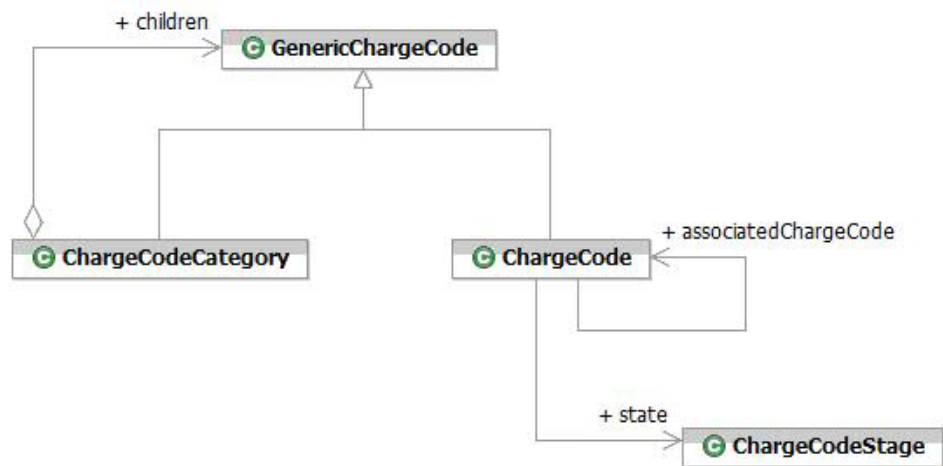 + children
GenericChargeCode
ChargeCodeCategory
ChargeCode
+ associatedChargeCode
+ state
ChargeCodeStage